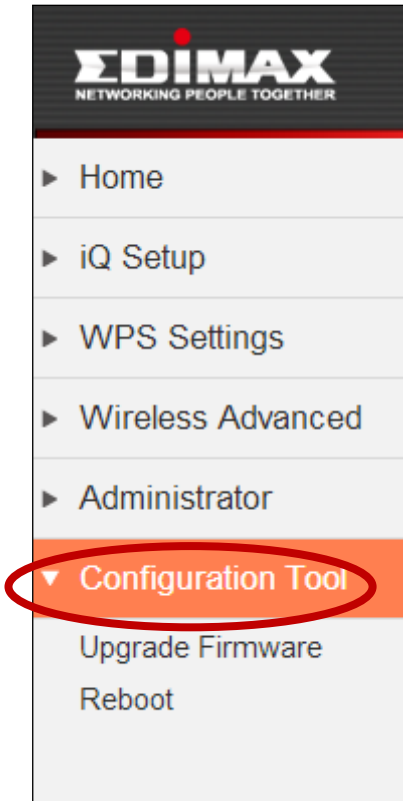 EDIMAX
NETWORKING PEOPLE TOGETHER
Home
iQ Setup
WPS Settings
Wireless Advanced
Administrator
Configuration Tool
Upgrade Firmware
Reboot